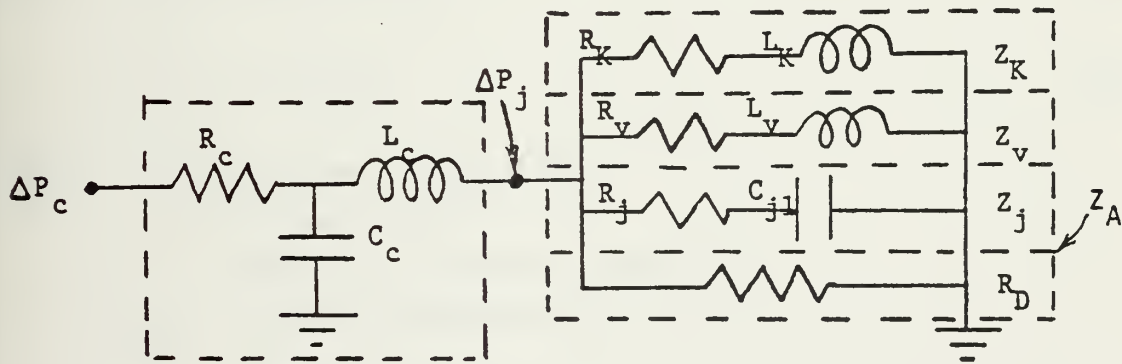 R_K L_K Z_K
ΔP_j
R_v L_v Z_v
R_c L_c
ΔP_c
R_j C_j1 Z_j
Z_A
C_c
R_D